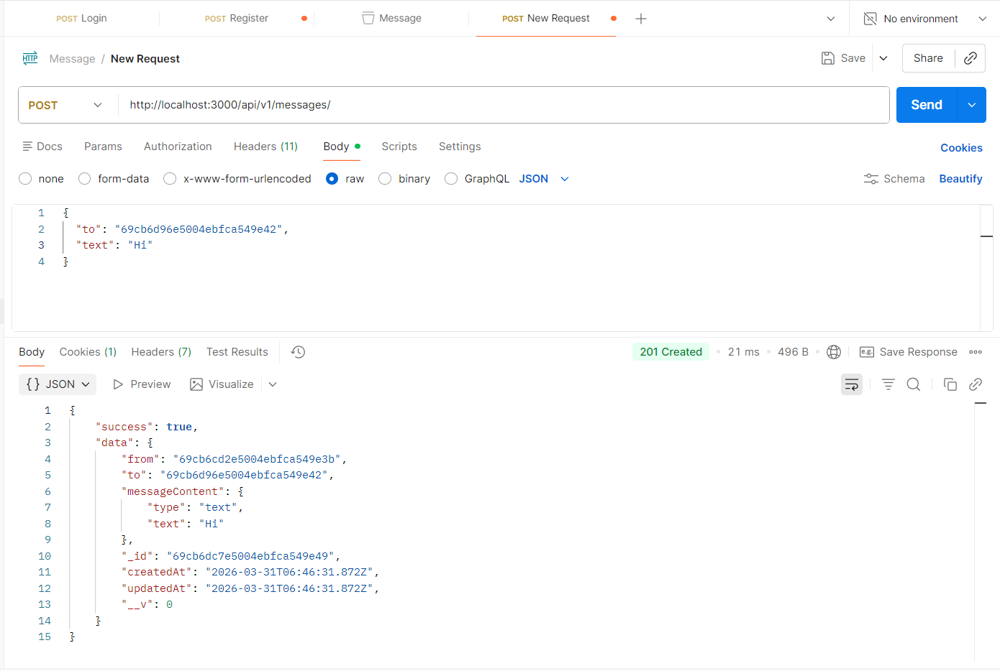 POST Login
POST Register
Message
POST New Request
No environment
HTTP Message / New Request
Save
Share
POST
http://localhost:3000/api/v1/messages/
Send
Docs Params Authorization Headers (11) Body Scripts Settings
Cookies
none form-data x-www-form-urlencoded raw binary GraphQL JSON
Schema Beautify
1 {
2 "to": "69cb6d96e5004ebfca549e42",
3 "text": "Hi"
4 }
Body Cookies (1) Headers (7) Test Results
201 Created 21 ms 496 B e.g. Save Response
{} JSON Preview Visualize
1 {
2 "success": true,
3 "data": {
4 "from": "69cb6cd2e5004ebfca549e3b",
5 "to": "69cb6d96e5004ebfca549e42",
6 "messageContent": {
7 "type": "text",
8 "text": "Hi"
9 },
10 "_id": "69cb6dc7e5004ebfca549e49",
11 "createdAt": "2026-03-31T06:46:31.872Z",
12 "updatedAt": "2026-03-31T06:46:31.872Z",
13 "__v": 0
14 }
15 }